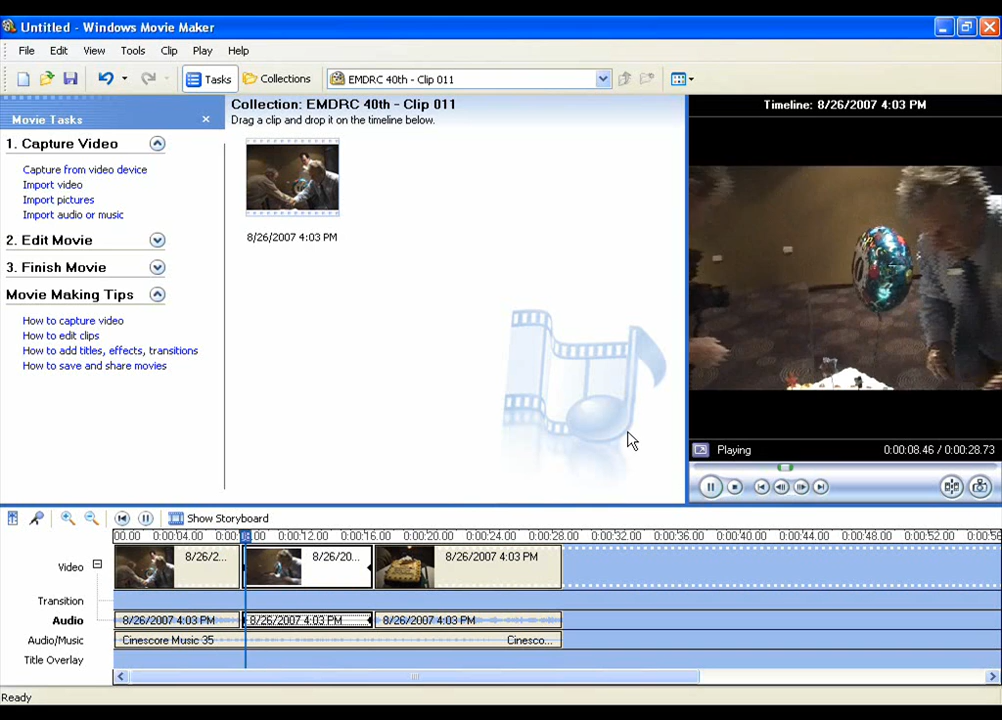 Untitled - Windows Movie Maker
File Edit View Tools Clip Play Help
Tasks Collections EMDRC 40th - Clip 011
Movie Tasks
1. Capture Video
Capture from video device
Import video
Import pictures
Import audio or music
2. Edit Movie
3. Finish Movie
Movie Making Tips
How to capture video
How to edit clips
How to add titles, effects, transitions
How to save and share movies
Collection: EMDRC 40th - Clip 011
Drag a clip and drop it on the timeline below.
8/26/2007 4:03 PM
Timeline: 8/26/2007 4:03 PM
Playing 0:00:08.46 / 0:00:28.73
Show Storyboard
00.00 0:00:04.00 0:00:12.00 0:00:16.00 0:00:20.00 0:00:24.00 0:00:28.00 0:00:32.00 0:00:36.00 0:00:40.00 0:00:44.00 0:00:48.00 0:00:52.00 0:00:56
Video 8/26/2... 8/26/20... 8/26/2007 4:03 PM
Transition
Audio 8/26/2007 4:03 PM 8/26/2007 4:03 PM 8/26/2007 4:03 PM
Audio/Music Cinescore Music 35 Cinesco...
Title Overlay
Ready